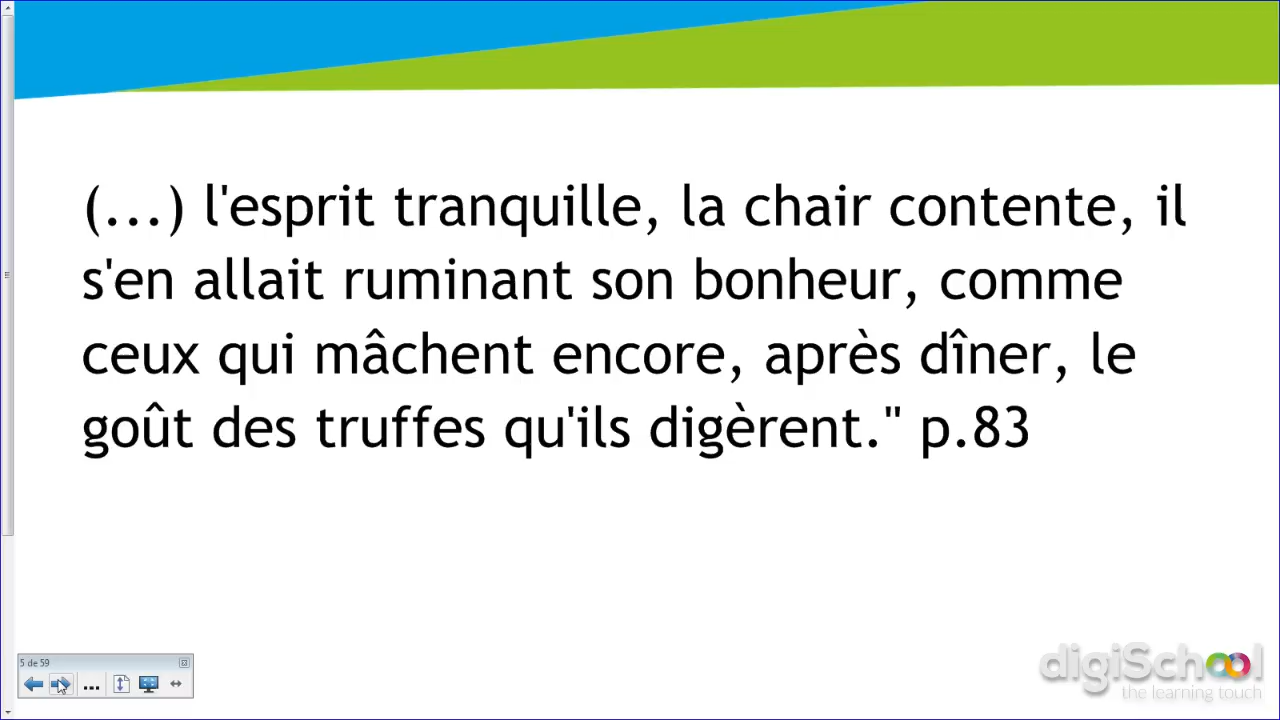 (...) l'esprit tranquille, la chair contente, il
s'en allait ruminant son bonheur, comme
ceux qui mâchent encore, après dîner, le
goût des truffes qu'ils digèrent." p.83
5 de 59
...
digiSchool
the learning touch